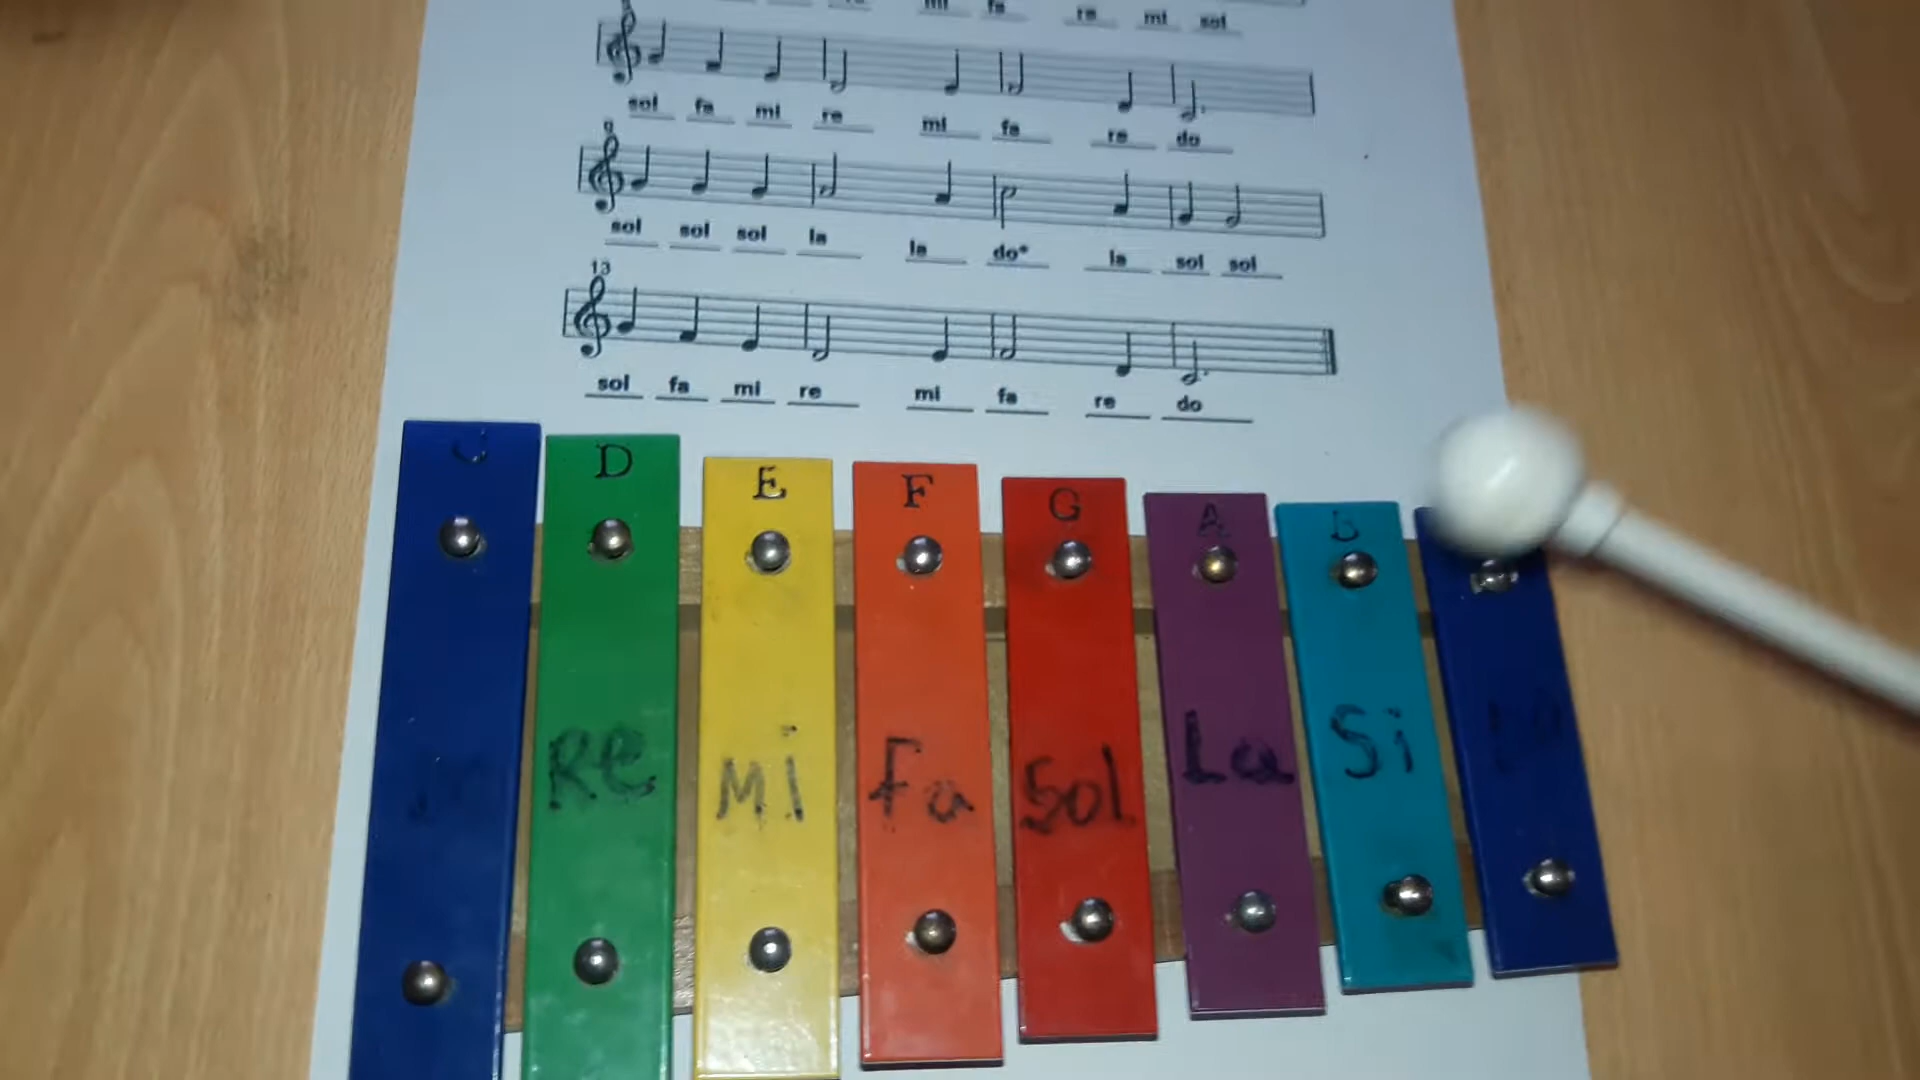 mi fa re mi sol
sol fa mi re mi fa re do
9
sol sol sol la la do* la sol sol
13
sol fa mi re mi fa re do
D E F G A B
Re Mi Fa Sol La Si